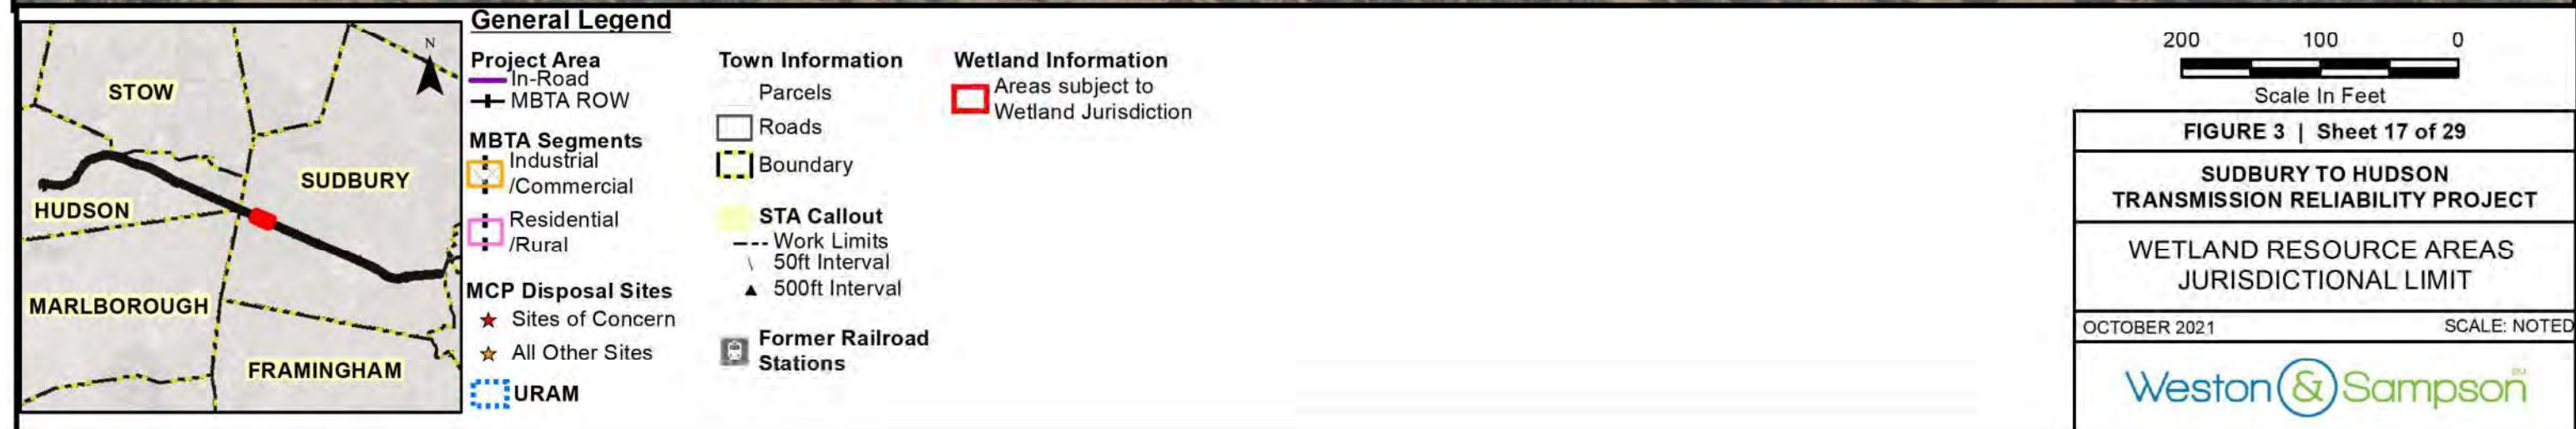 STOW
N
SUDBURY
HUDSON
MARLBOROUGH
FRAMINGHAM
General Legend
Project Area
In-Road
MBTA ROW
MBTA Segments
Industrial
/Commercial
Residential
/Rural
MCP Disposal Sites
Sites of Concern
All Other Sites
URAM
Town Information
Parcels
Roads
Boundary
STA Callout
Work Limits
50ft Interval
500ft Interval
Former Railroad
Stations
Wetland Information
Areas subject to
Wetland Jurisdiction
200 100 0
Scale In Feet
FIGURE 3 | Sheet 17 of 29
SUDBURY TO HUDSON
TRANSMISSION RELIABILITY PROJECT
WETLAND RESOURCE AREAS
JURISDICTIONAL LIMIT
OCTOBER 2021 SCALE: NOTED
Weston & Sampson